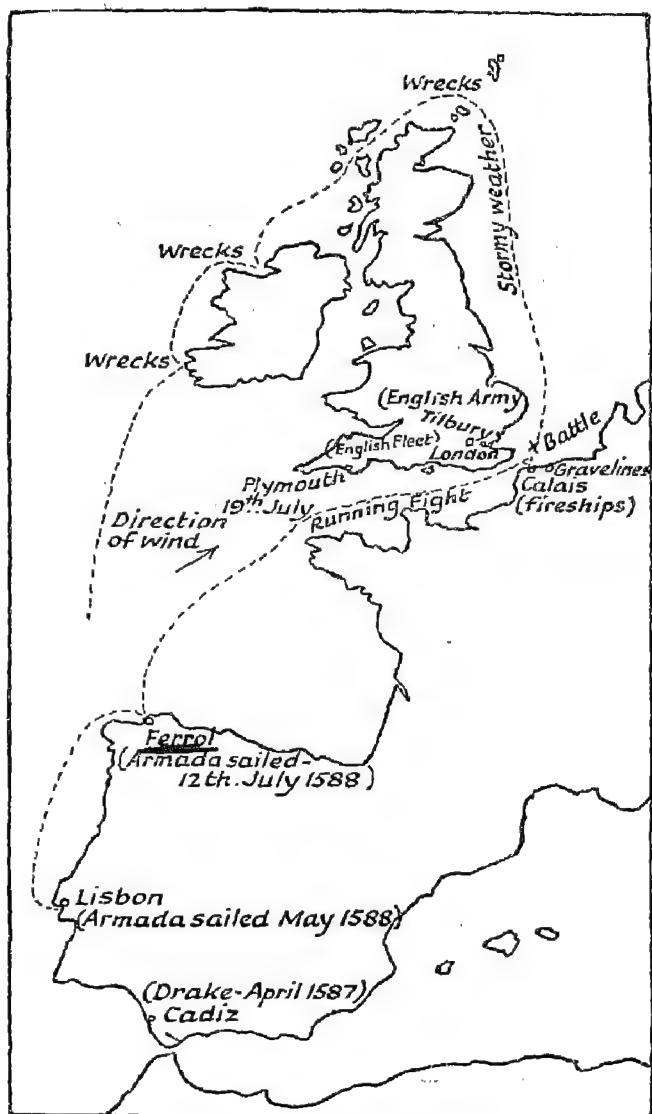 Wrecks
Stormy weather
Wrecks
Wrecks
(English Army)
Tilbury
(English Fleet)
London
Battle
Gravelines
Calais
(fireships)
Plymouth
19th July
Running Fight
Direction
of wind
Ferrol
(Armada sailed-
12th. July 1588)
Lisbon
(Armada sailed May 1588)
(Drake-April 1587)
Cadiz